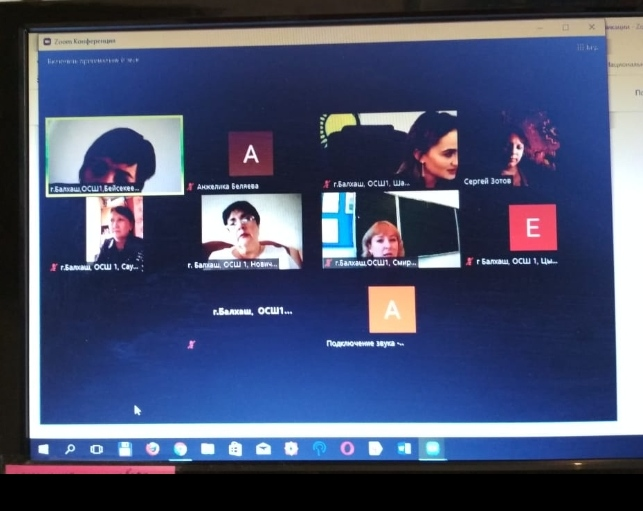 Zoom Конференция
г.Балхаш,ОСШ1,Бейсекее...
А
Анжелика Беляева
г.Балхаш,ОСШ1, Ша...
Сергей Зотов
г.Балхаш, ОСШ 1, Сау...
г. Балхаш, ОСШ 1, Нович...
г.Балхаш,ОСШ1, Смир...
Е
г Балхаш, ОСШ 1, Цы...
г.Балхаш, ОСШ1...
А
Подключение звука -...